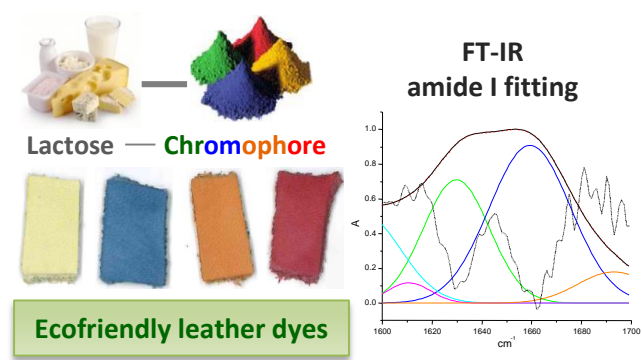 FT-IR
amide I fitting
Lactose — Chromophore
Ecofriendly leather dyes
A
1.0
0.8
0.6
0.4
0.2
0.0
1600 1620 1640 1660 1680 1700
cm⁻¹